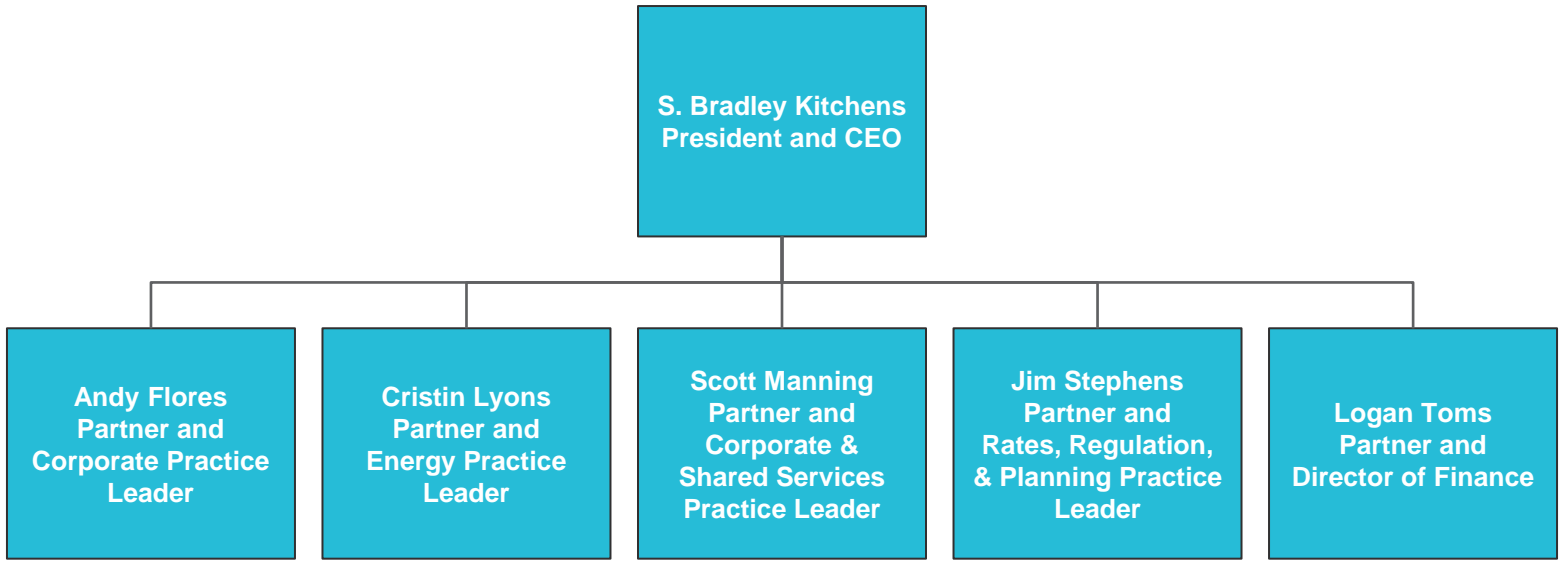 S. Bradley Kitchens
President and CEO
Andy Flores
Partner and
Corporate Practice
Leader
Cristin Lyons
Partner and
Energy Practice
Leader
Scott Manning
Partner and
Corporate &
Shared Services
Practice Leader
Jim Stephens
Partner and
Rates, Regulation,
& Planning Practice
Leader
Logan Toms
Partner and
Director of Finance